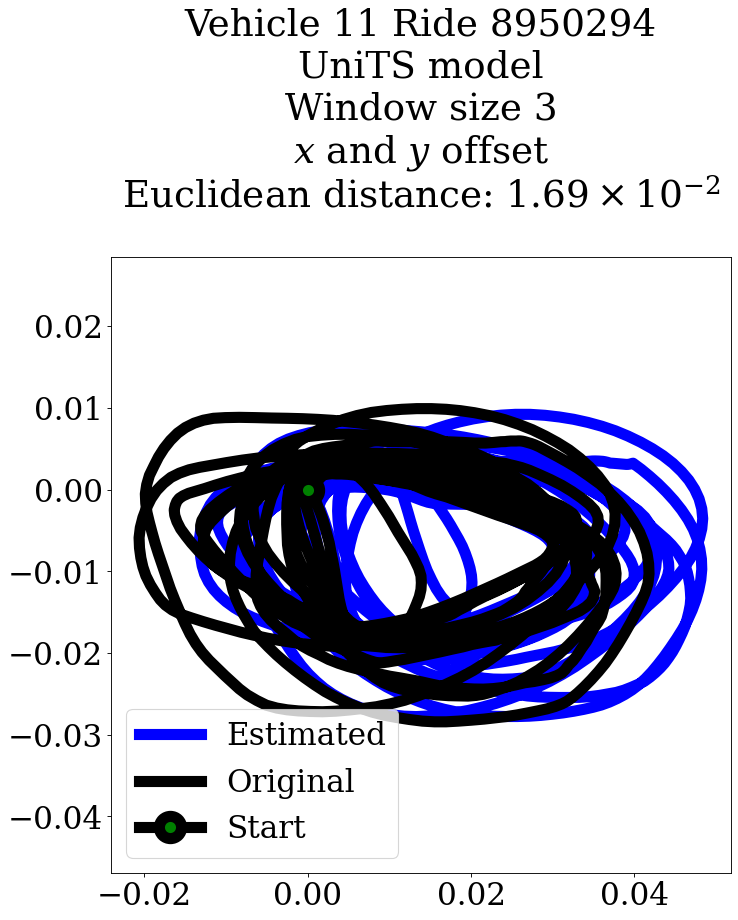 Vehicle 11 Ride 8950294
UniTS model
Window size 3
x and y offset
Euclidean distance: 1.69 × 10⁻²
0.02
0.01
0.00
−0.01
−0.02
−0.03
−0.04
Estimated
Original
Start
−0.02 0.00 0.02 0.04